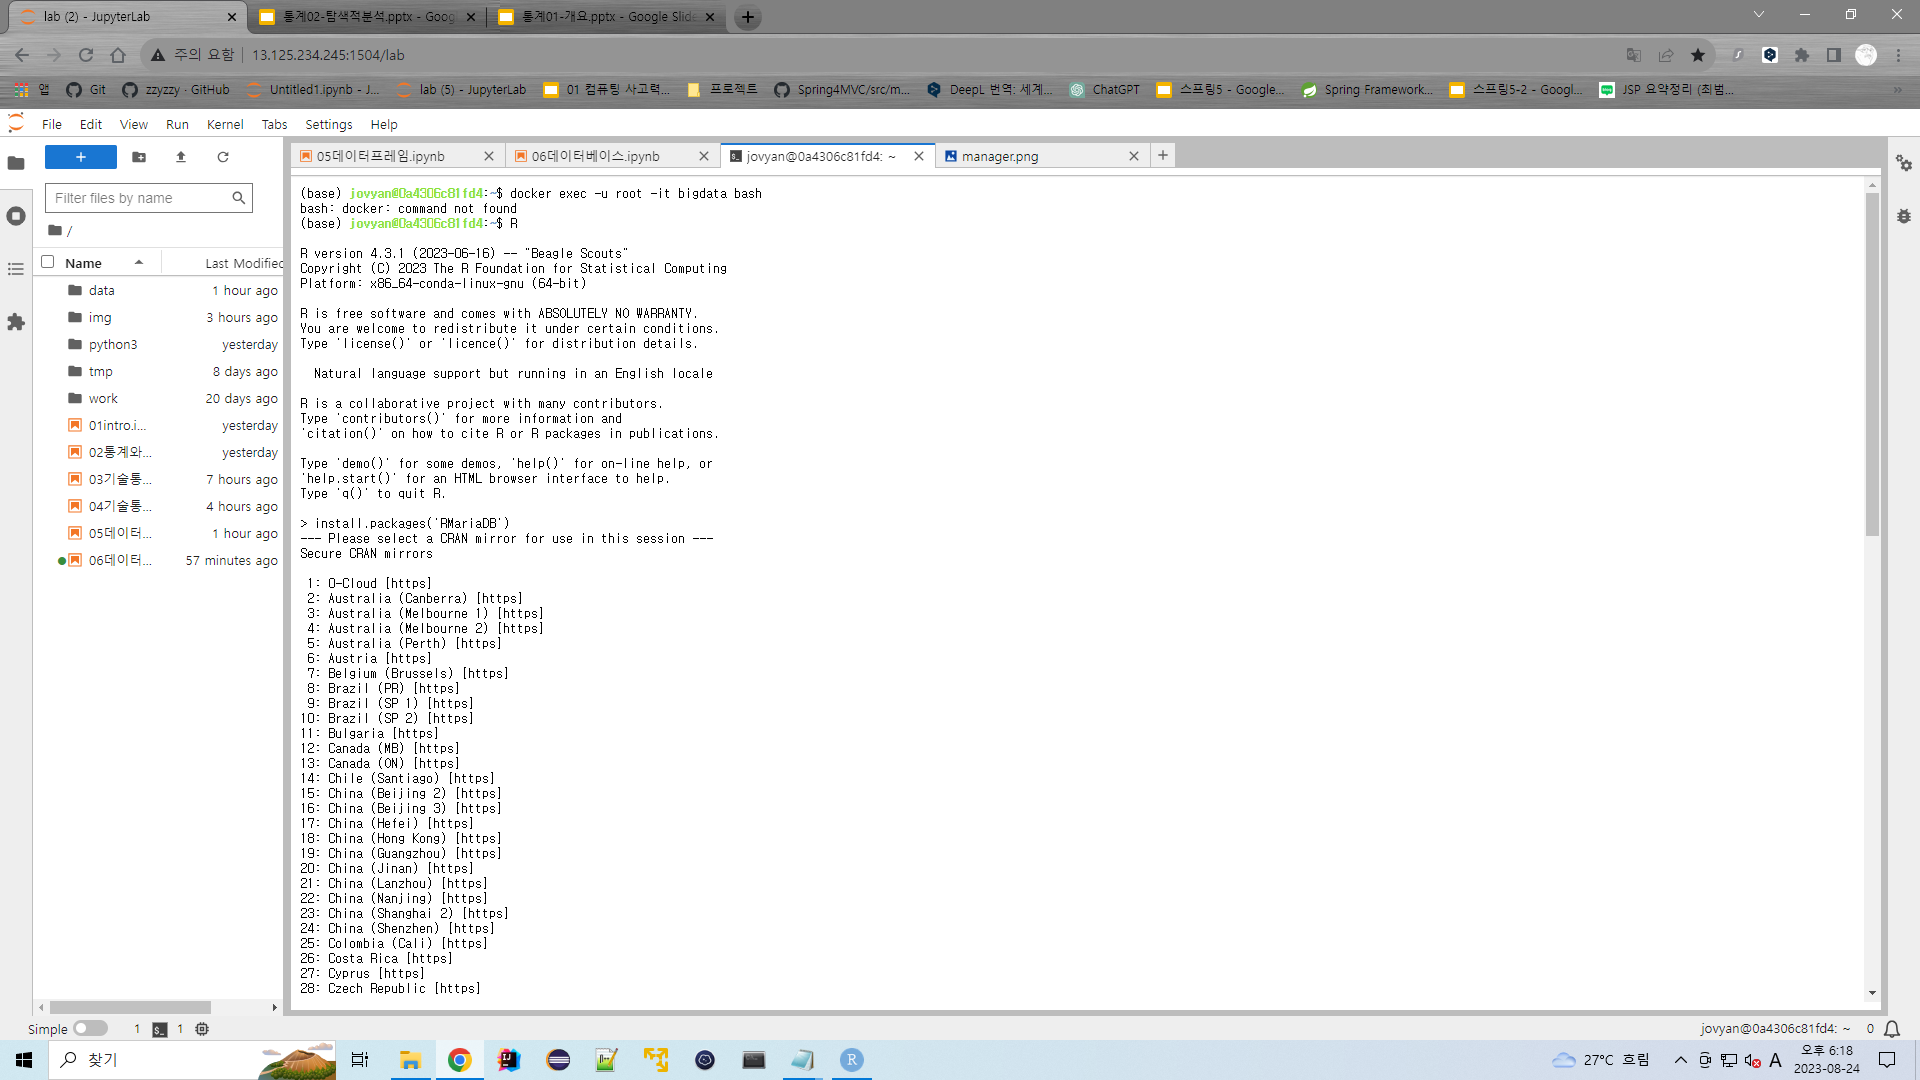 lab (2) - JupyterLab
통계02-탐색적분석.pptx - Goog
통계01-개요.pptx - Google Slide
주의 요함
13.125.234.245:1504/lab
앱
Git
zzyzzy · GitHub
Untitled1.ipynb - J...
lab (5) - JupyterLab
01 컴퓨팅 사고력...
프로젝트
Spring4MVC/src/m...
DeepL 번역: 세계...
ChatGPT
스프링5 - Google...
Spring Framework...
스프링5-2 - Googl...
JSP 요약정리 (최범...
File Edit View Run Kernel Tabs Settings Help
05데이터프레임.ipynb
06데이터베이스.ipynb
jovyan@0a4306c81fd4: ~
manager.png
Filter files by name
/
Name Last Modified
data 1 hour ago
img 3 hours ago
python3 yesterday
tmp 8 days ago
work 20 days ago
01intro.i... yesterday
02통계와... yesterday
03기술통... 7 hours ago
04기술통... 4 hours ago
05데이터... 1 hour ago
06데이터... 57 minutes ago
(base) jovyan@0a4306c81fd4:~$ docker exec -u root -it bigdata bash
bash: docker: command not found
(base) jovyan@0a4306c81fd4:~$ R
R version 4.3.1 (2023-06-16) -- "Beagle Scouts"
Copyright (C) 2023 The R Foundation for Statistical Computing
Platform: x86_64-conda-linux-gnu (64-bit)
R is free software and comes with ABSOLUTELY NO WARRANTY.
You are welcome to redistribute it under certain conditions.
Type 'license()' or 'licence()' for distribution details.
Natural language support but running in an English locale
R is a collaborative project with many contributors.
Type 'contributors()' for more information and
'citation()' on how to cite R or R packages in publications.
Type 'demo()' for some demos, 'help()' for on-line help, or
'help.start()' for an HTML browser interface to help.
Type 'q()' to quit R.
> install.packages('RMariaDB')
--- Please select a CRAN mirror for use in this session ---
Secure CRAN mirrors
1: 0-Cloud [https]
2: Australia (Canberra) [https]
3: Australia (Melbourne 1) [https]
4: Australia (Melbourne 2) [https]
5: Australia (Perth) [https]
6: Austria [https]
7: Belgium (Brussels) [https]
8: Brazil (PR) [https]
9: Brazil (SP 1) [https]
10: Brazil (SP 2) [https]
11: Bulgaria [https]
12: Canada (MB) [https]
13: Canada (ON) [https]
14: Chile (Santiago) [https]
15: China (Beijing 2) [https]
16: China (Beijing 3) [https]
17: China (Hefei) [https]
18: China (Hong Kong) [https]
19: China (Guangzhou) [https]
20: China (Jinan) [https]
21: China (Lanzhou) [https]
22: China (Nanjing) [https]
23: China (Shanghai 2) [https]
24: China (Shenzhen) [https]
25: Colombia (Cali) [https]
26: Costa Rica [https]
27: Cyprus [https]
28: Czech Republic [https]
Simple 1 1
jovyan@0a4306c81fd4: ~ 0
찾기
27°C 흐림
A
오후 6:18
2023-08-24